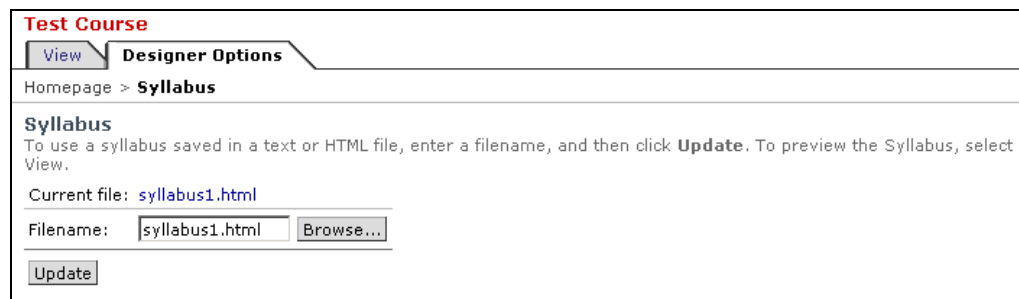 Test Course
View Designer Options
Homepage > Syllabus
Syllabus
To use a syllabus saved in a text or HTML file, enter a filename, and then click Update. To preview the Syllabus, select
View.
Current file: syllabus1.html
Filename: syllabus1.html Browse...
Update